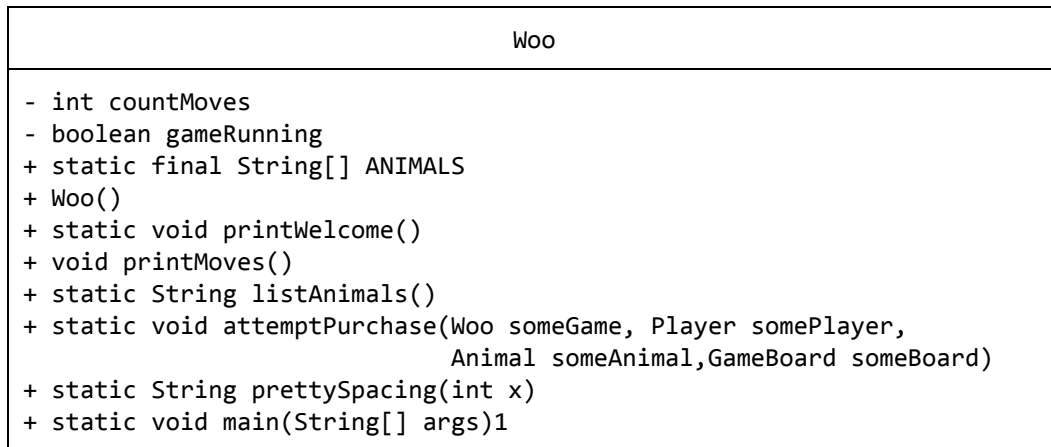 Woo
- int countMoves
- boolean gameRunning
+ static final String[] ANIMALS
+ Woo()
+ static void printWelcome()
+ void printMoves()
+ static String listAnimals()
+ static void attemptPurchase(Woo someGame, Player somePlayer,
Animal someAnimal,GameBoard someBoard)
+ static String prettySpacing(int x)
+ static void main(String[] args)1